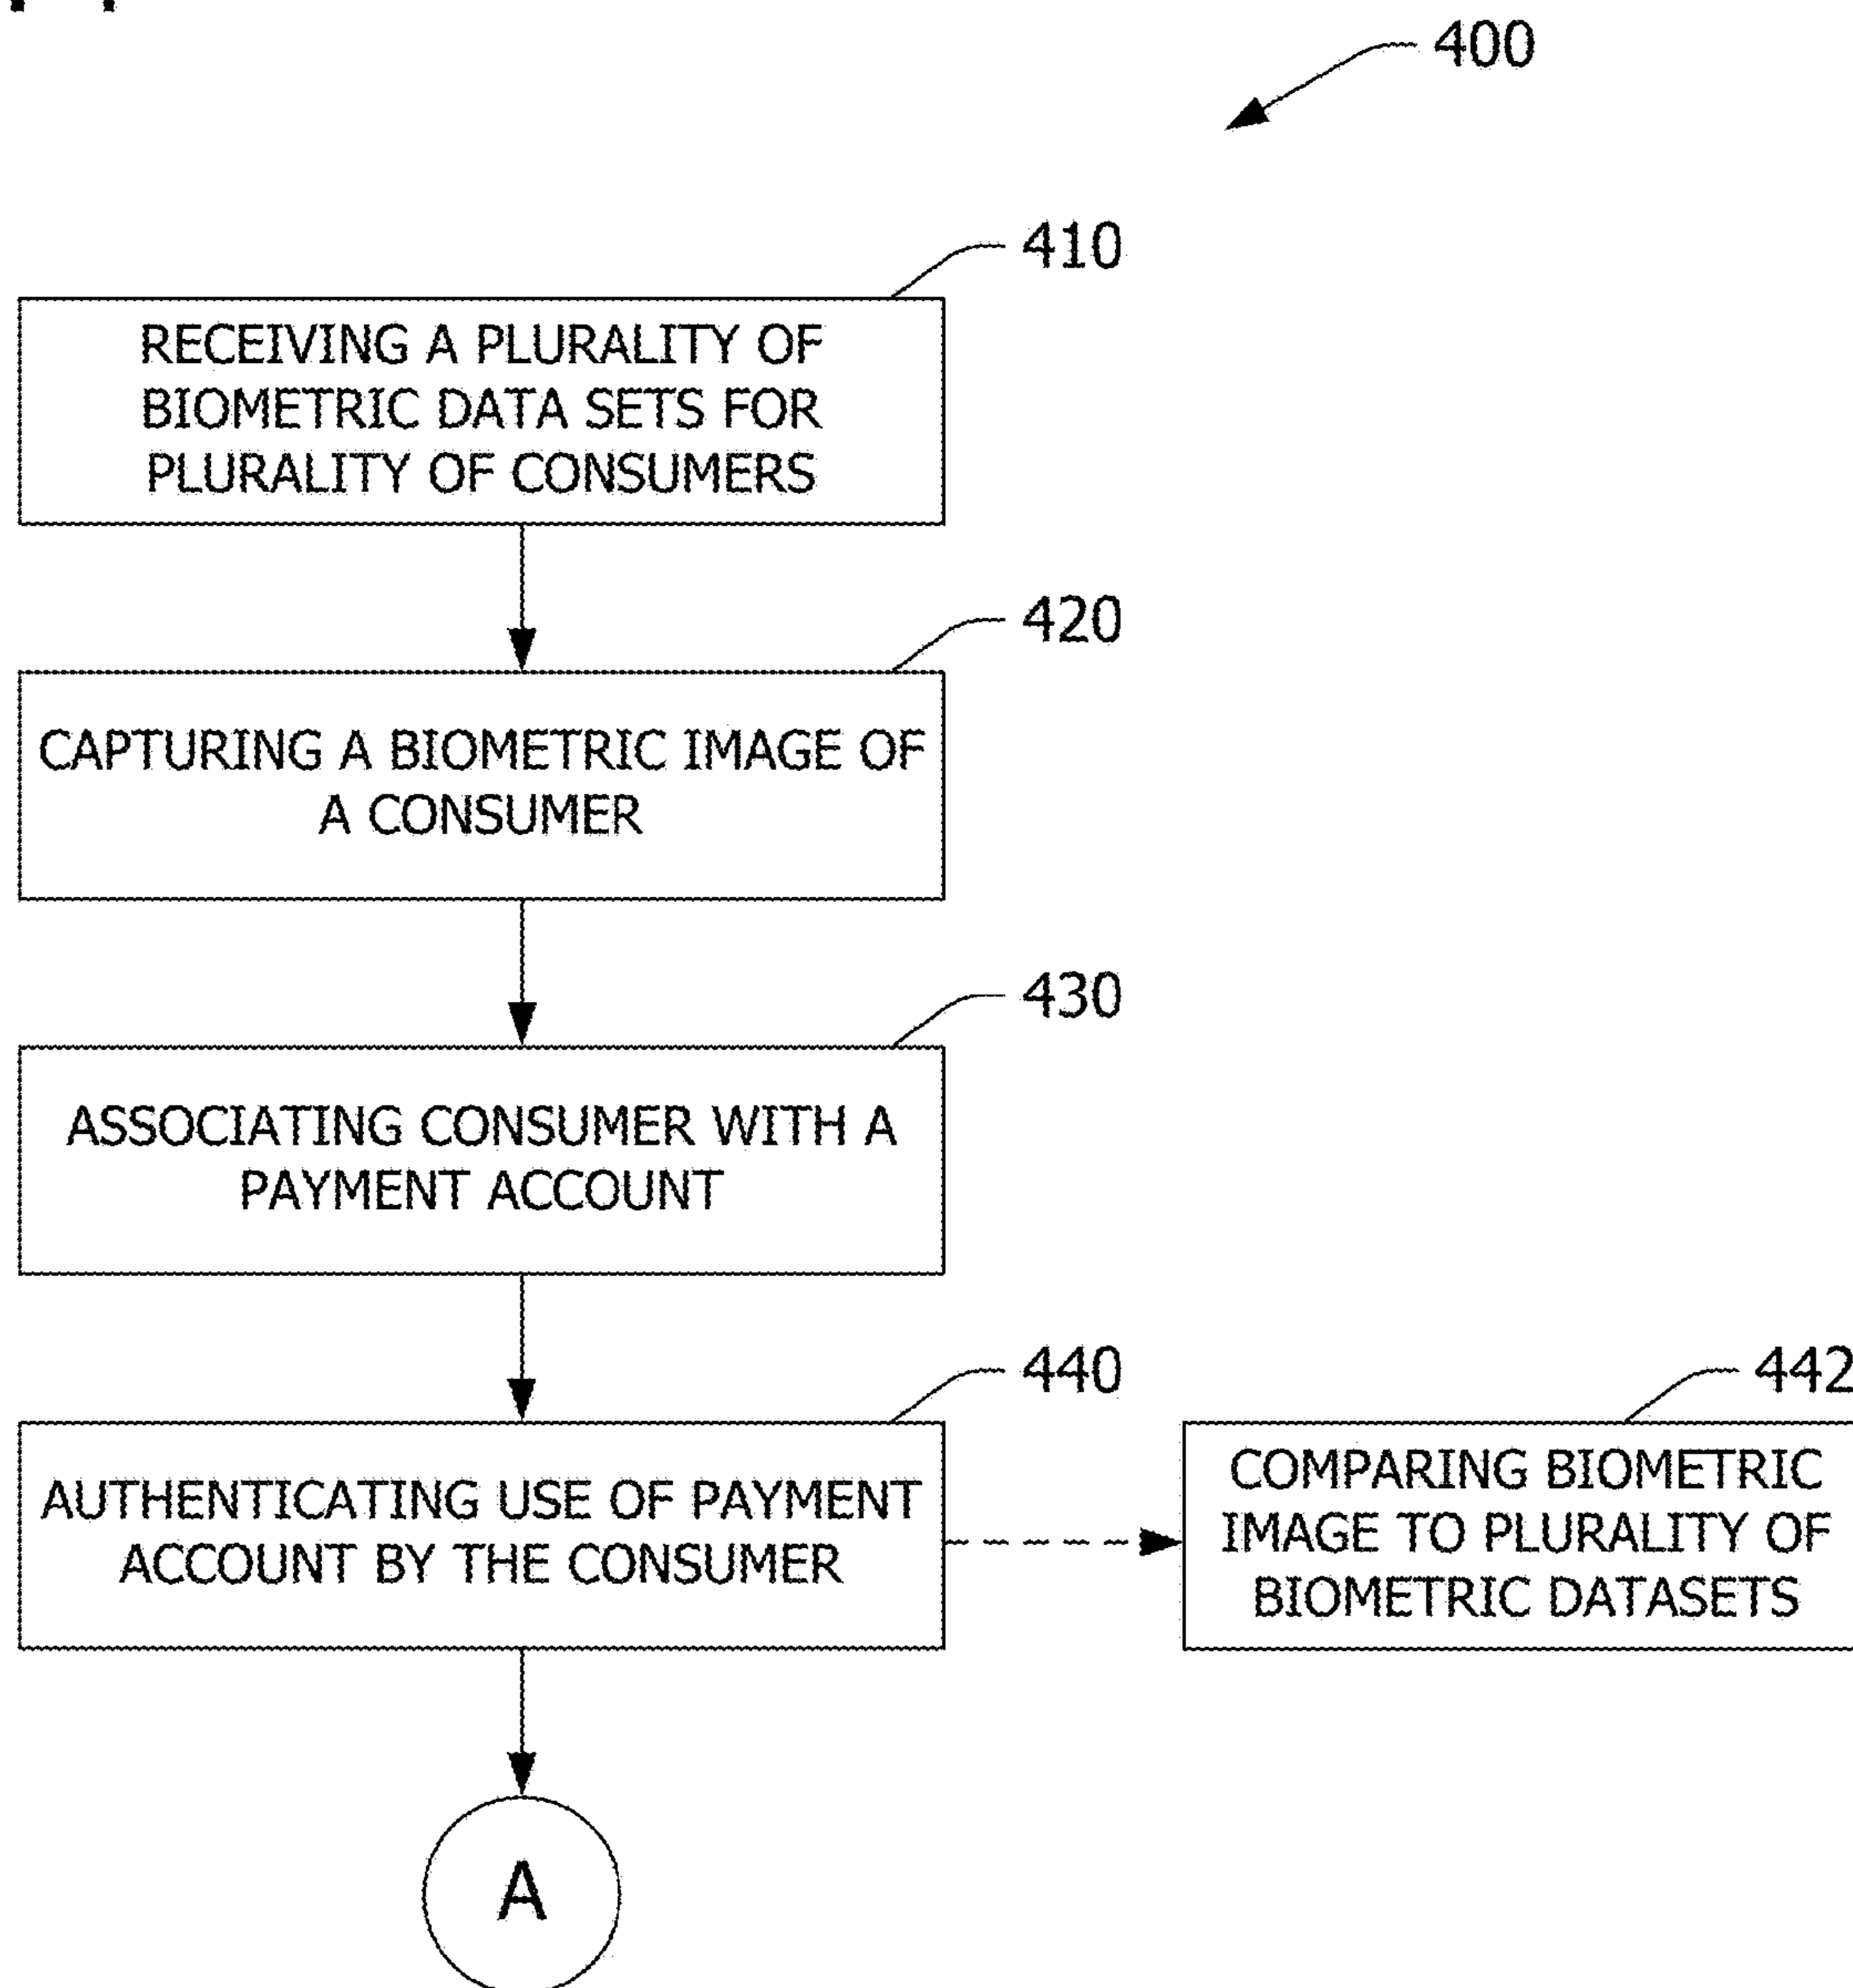 400
410
RECEIVING A PLURALITY OF
BIOMETRIC DATA SETS FOR
PLURALITY OF CONSUMERS
420
CAPTURING A BIOMETRIC IMAGE OF
A CONSUMER
430
ASSOCIATING CONSUMER WITH A
PAYMENT ACCOUNT
440
AUTHENTICATING USE OF PAYMENT
ACCOUNT BY THE CONSUMER
442
COMPARING BIOMETRIC
IMAGE TO PLURALITY OF
BIOMETRIC DATASETS
A